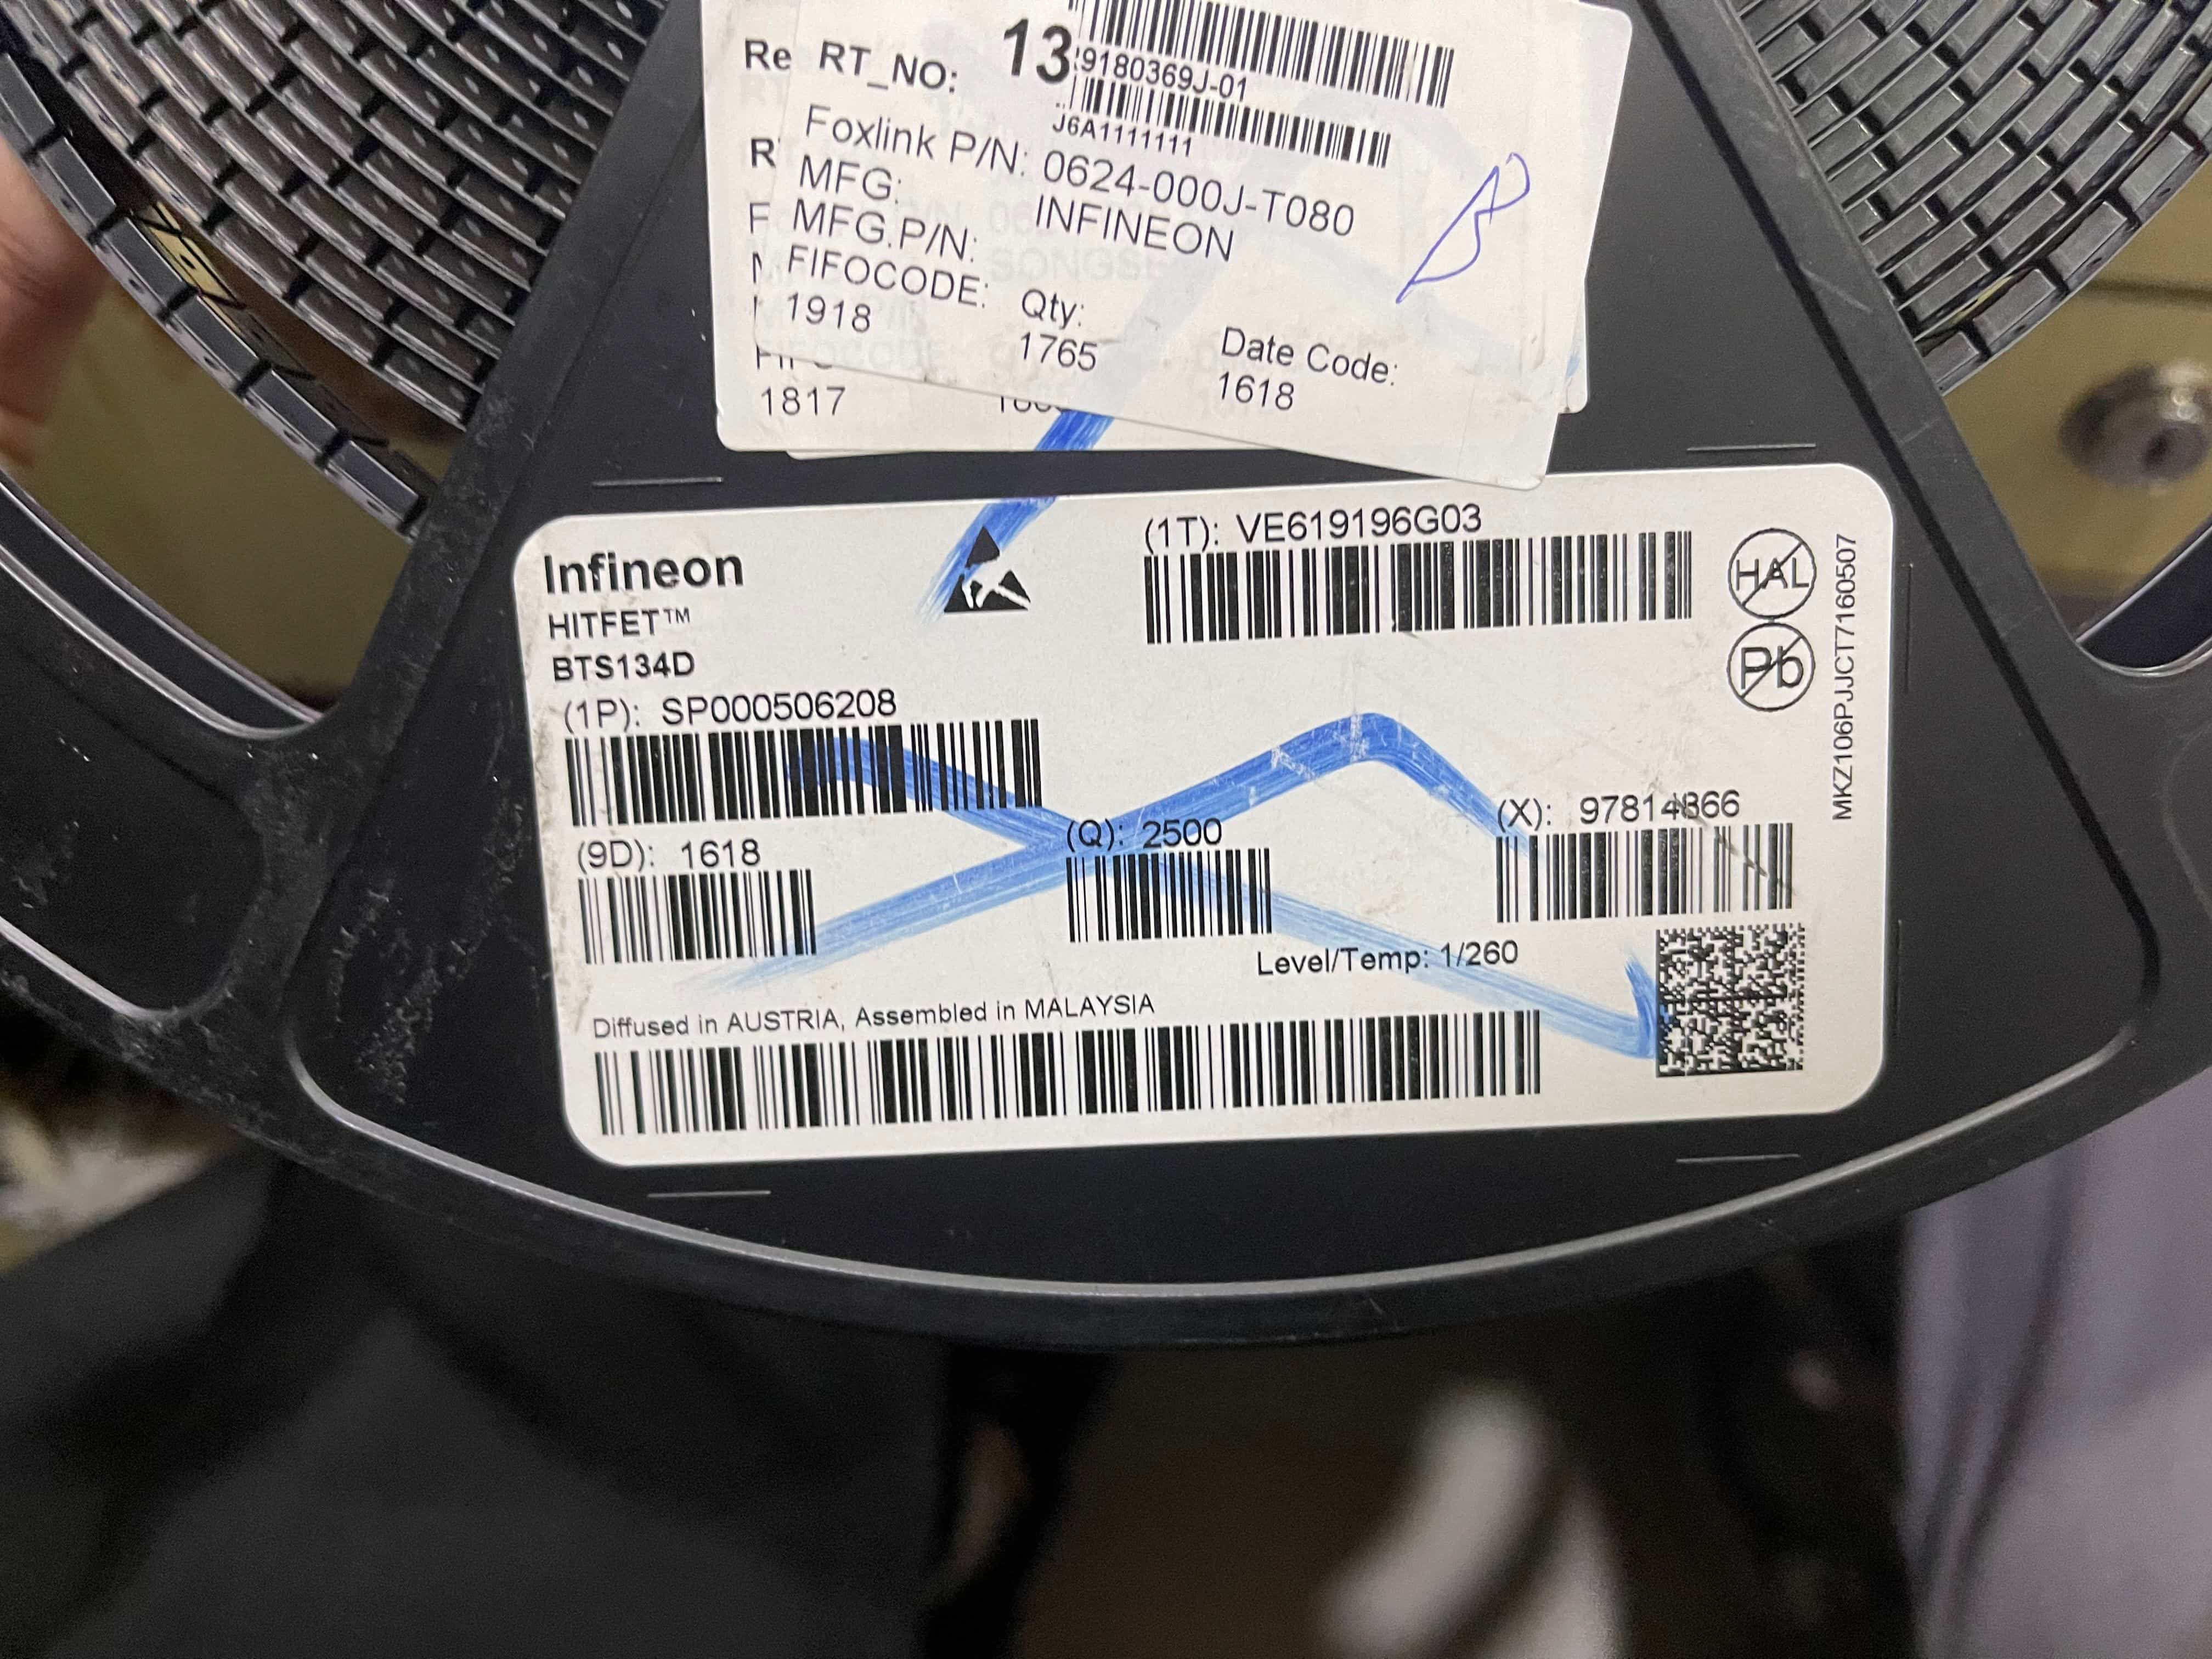 Re RT_NO: 13
9180369J-01
J6A1111111
Foxlink P/N: 0624-000J-T080
R MFG: INFINEON
F MFG.P/N:
SONGS
FIFOCODE: Qty: Date Code:
1918 1765 1618
1817
Infineon
HITFET™
BTS134D
(1T): VE619196G03
HAL
Pb
MKZ106PJJCT7160507
(1P): SP000506208
(9D): 1618
(Q): 2500
(X): 97814866
Level/Temp: 1/260
Diffused in AUSTRIA, Assembled in MALAYSIA